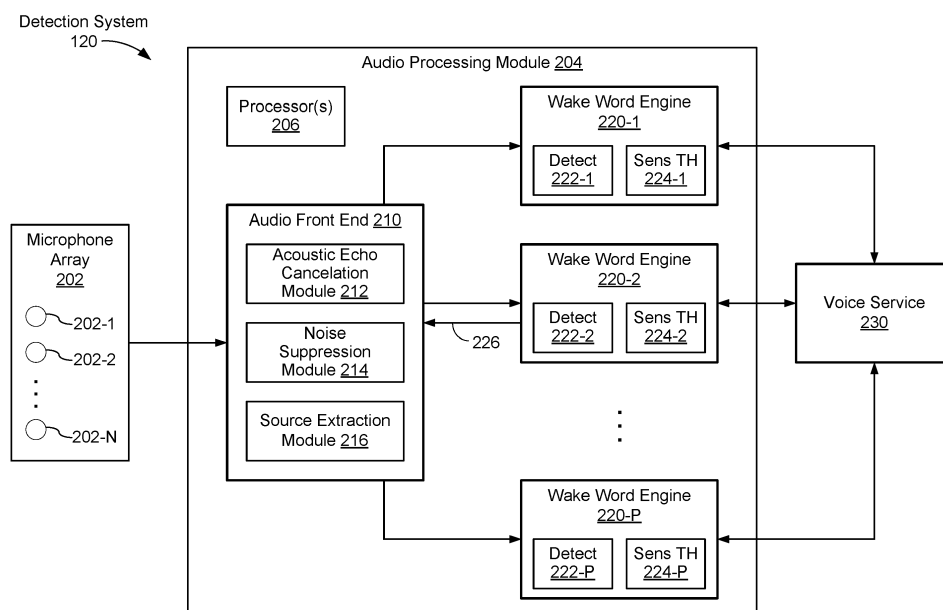 Detection System
120
Audio Processing Module 204
Processor(s)
206
Wake Word Engine
220-1
Detect
222-1
Sens TH
224-1
Microphone
Array
202
202-1
202-2
202-N
Audio Front End 210
Acoustic Echo
Cancelation
Module 212
Noise
Suppression
Module 214
Source Extraction
Module 216
Wake Word Engine
220-2
Detect
222-2
Sens TH
224-2
226
Voice Service
230
Wake Word Engine
220-P
Detect
222-P
Sens TH
224-P